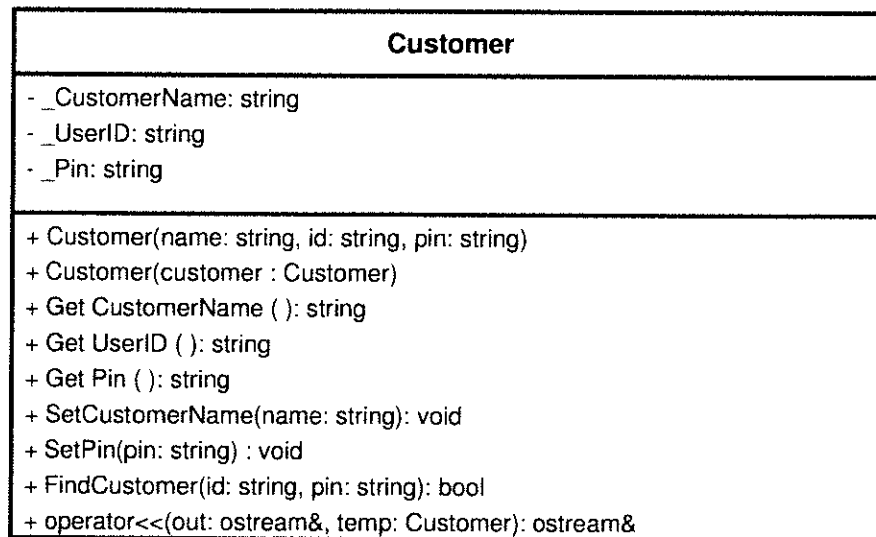 Customer
- _CustomerName: string
- _UserID: string
- _Pin: string
+ Customer(name: string, id: string, pin: string)
+ Customer(customer : Customer)
+ Get CustomerName ( ): string
+ Get UserID ( ): string
+ Get Pin ( ): string
+ SetCustomerName(name: string): void
+ SetPin(pin: string) : void
+ FindCustomer(id: string, pin: string): bool
+ operator<<(out: ostream&, temp: Customer): ostream&